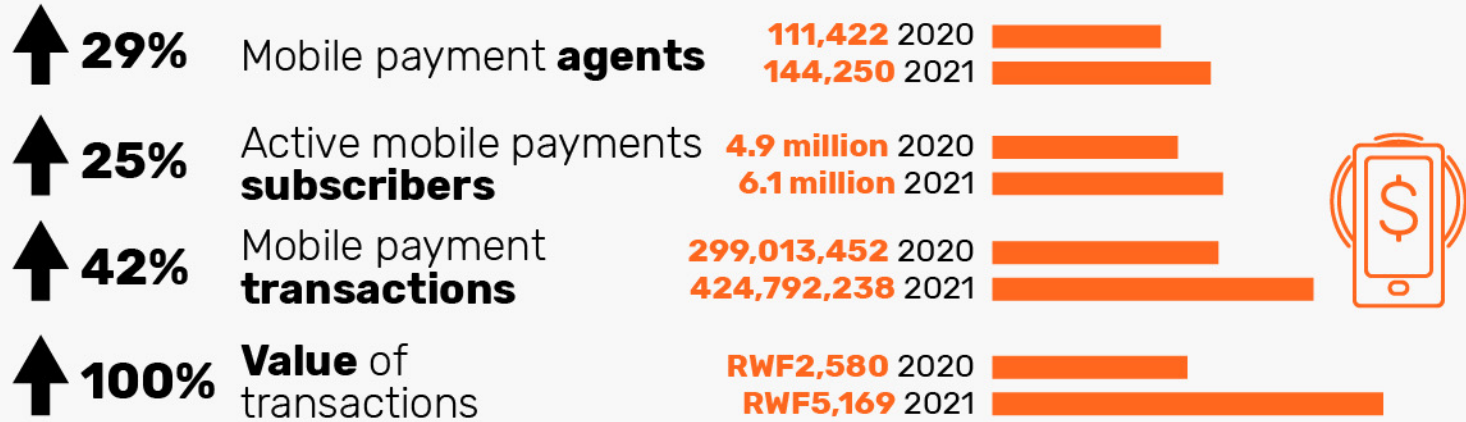 29% Mobile payment agents
111,422 2020
144,250 2021
25% Active mobile payments
subscribers
4.9 million 2020
6.1 million 2021
42% Mobile payment
transactions
299,013,452 2020
424,792,238 2021
100% Value of
transactions
RWF2,580 2020
RWF5,169 2021
$